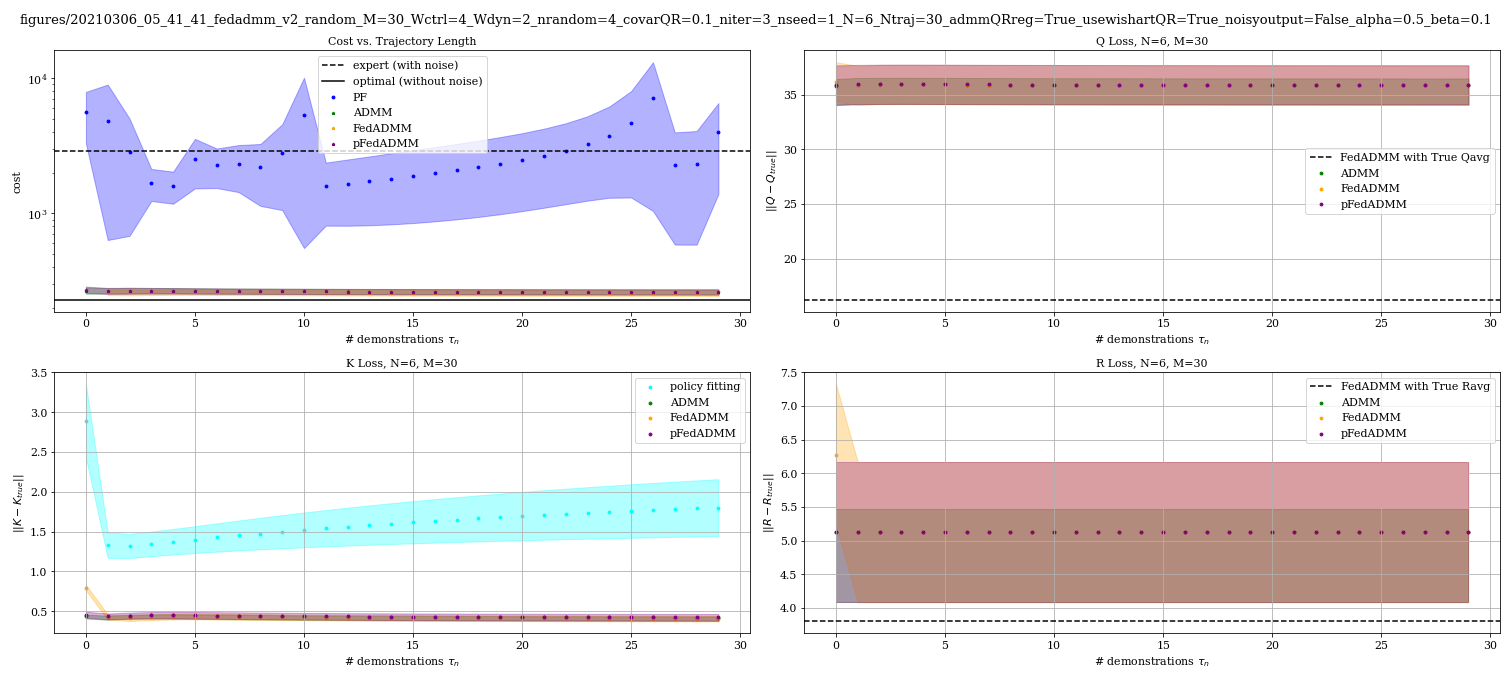 figures/20210306_05_41_41_fedadmm_v2_random_M=30_Wctrl=4_Wdyn=2_nrandom=4_covarQR=0.1_niter=3_nseed=1_N=6_Ntraj=30_admmQRreg=True_usewishartQR=True_noisyoutput=False_alpha=0.5_beta=0.1
Cost vs. Trajectory Length
expert (with noise)
optimal (without noise)
PF
ADMM
FedADMM
pFedADMM
10⁴
10³
cost
0 5 10 15 20 25 30
# demonstrations τₙ
Q Loss, N=6, M=30
FedADMM with True Qavg
ADMM
FedADMM
pFedADMM
35
30
25
20
||Q − Q_true||
0 5 10 15 20 25 30
# demonstrations τₙ
K Loss, N=6, M=30
policy fitting
ADMM
FedADMM
pFedADMM
3.5
3.0
2.5
2.0
1.5
1.0
0.5
||K − K_true||
0 5 10 15 20 25 30
# demonstrations τₙ
R Loss, N=6, M=30
FedADMM with True Ravg
ADMM
FedADMM
pFedADMM
7.5
7.0
6.5
6.0
5.5
5.0
4.5
4.0
||R − R_true||
0 5 10 15 20 25 30
# demonstrations τₙ